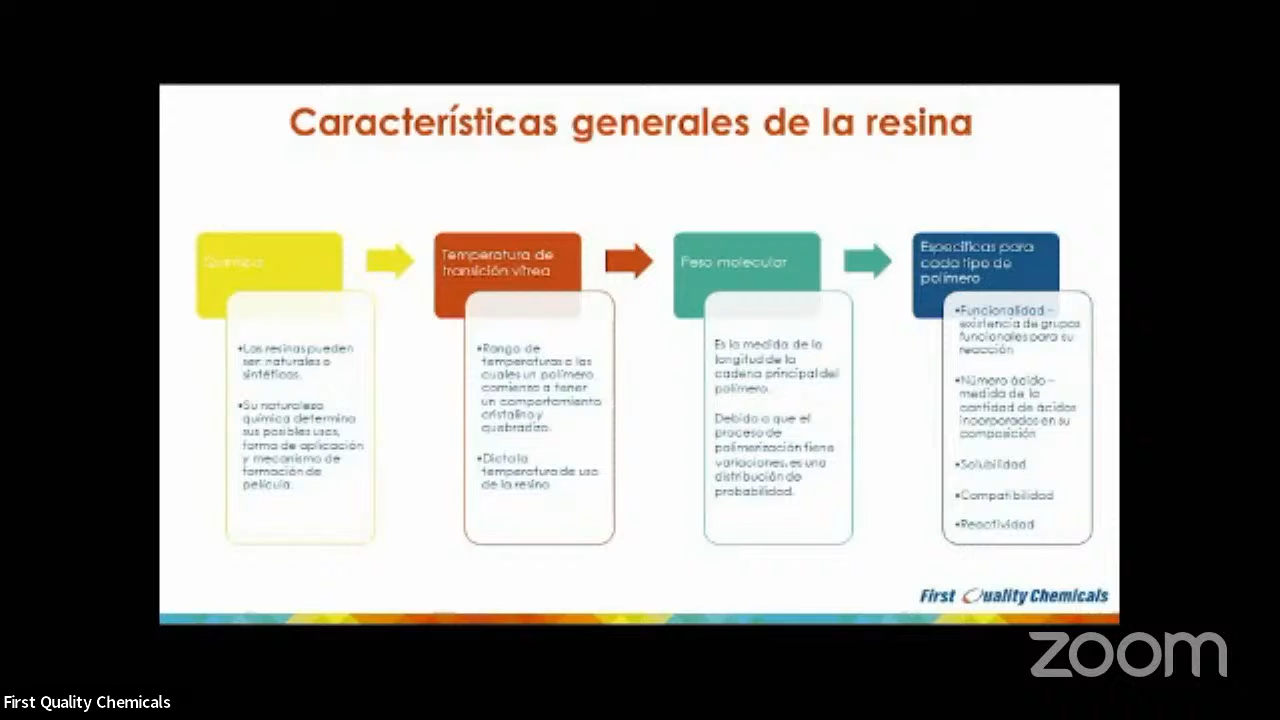 Características generales de la resina
Química
•Las resinas pueden
ser: naturales o
sintéticas.
•Su naturaleza
química determina
sus posibles usos,
forma de aplicación
y mecanismo de
formación de
película.
Temperatura de
transición vítrea
•Rango de
temperaturas a las
cuales un polímero
comienza a tener
un comportamiento
cristalino y
quebradizo.
•Dicta la
temperatura de uso
de la resina
Peso molecular
Es la medida de la
longitud de la
cadena principal del
polímero.
Debido a que el
proceso de
polimerización tiene
variaciones, es una
distribución de
probabilidad.
Específicas para
cada tipo de
polímero
•Funcionalidad –
existencia de grupos
funcionales para su
reacción
•Número ácido –
medida de la
cantidad de ácidos
incorporados en su
composición
•Solubilidad
•Compatibilidad
•Reactividad
First Quality Chemicals
zoom
First Quality Chemicals